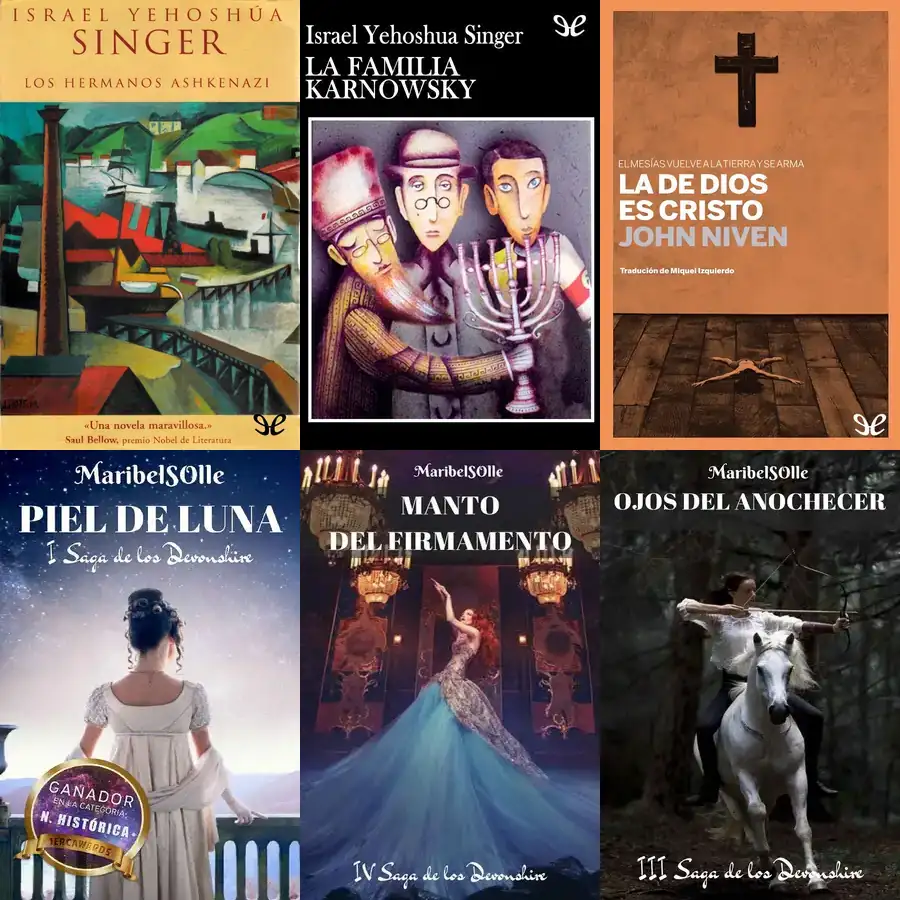 ISRAEL YEHOSHÚA
SINGER
LOS HERMANOS ASHKENAZI
«Una novela maravillosa.»
Saul Bellow, premio Nobel de Literatura
Israel Yehoshua Singer
LA FAMILIA
KARNOWSKY
EL MESÍAS VUELVE A LA TIERRA Y SE ARMA
LA DE DIOS
ES CRISTO
JOHN NIVEN
Tradución de Miquel Izquierdo
MaribelSOlle
PIEL DE LUNA
I Saga de los Devonshire
GANADOR
EN LA CATEGORÍA:
N. HISTÓRICA
MaribelSOlle
MANTO
DEL FIRMAMENTO
IV Saga de los Devonshire
MaribelSOlle
OJOS DEL ANOCHECER
III Saga de los Devonshire